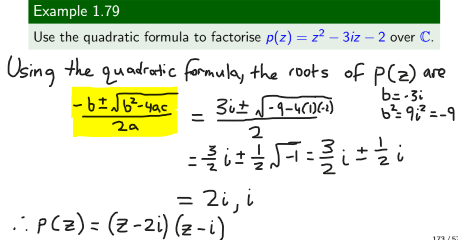 Example 1.79
Use the quadratic formula to factorise p(z) = z² − 3iz − 2 over ℂ.
Using the quadratic formula, the roots of P(z) are
(-b ± √(b²-4ac))/2a = (3i ± √(-9-4(1)(-2)))/2
b = -3i
b² = 9i² = -9
= 3/2 i ± 1/2 √-1 = 3/2 i ± 1/2 i
= 2i, i
∴ P(z) = (z-2i)(z-i)